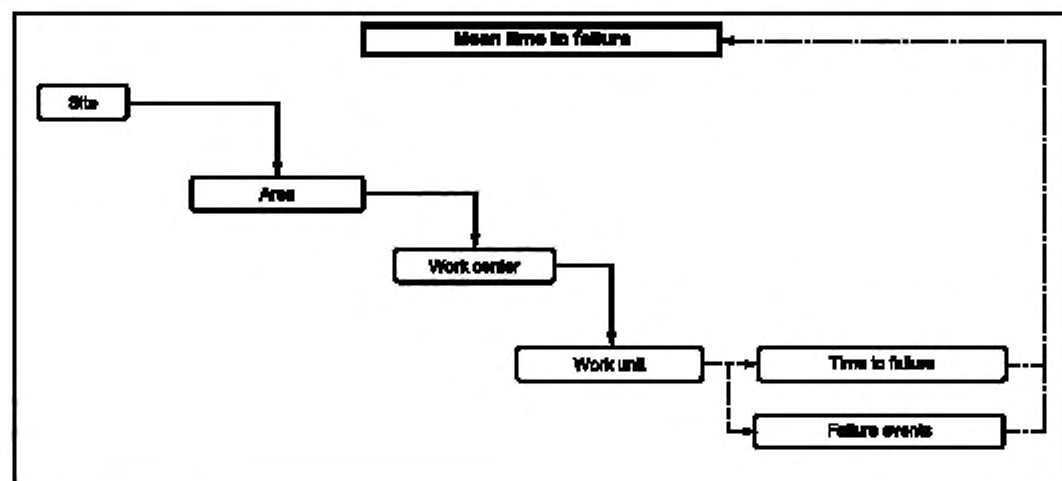 Mean time to failure
Site
Area
Work center
Work unit
Time to failure
Failure events